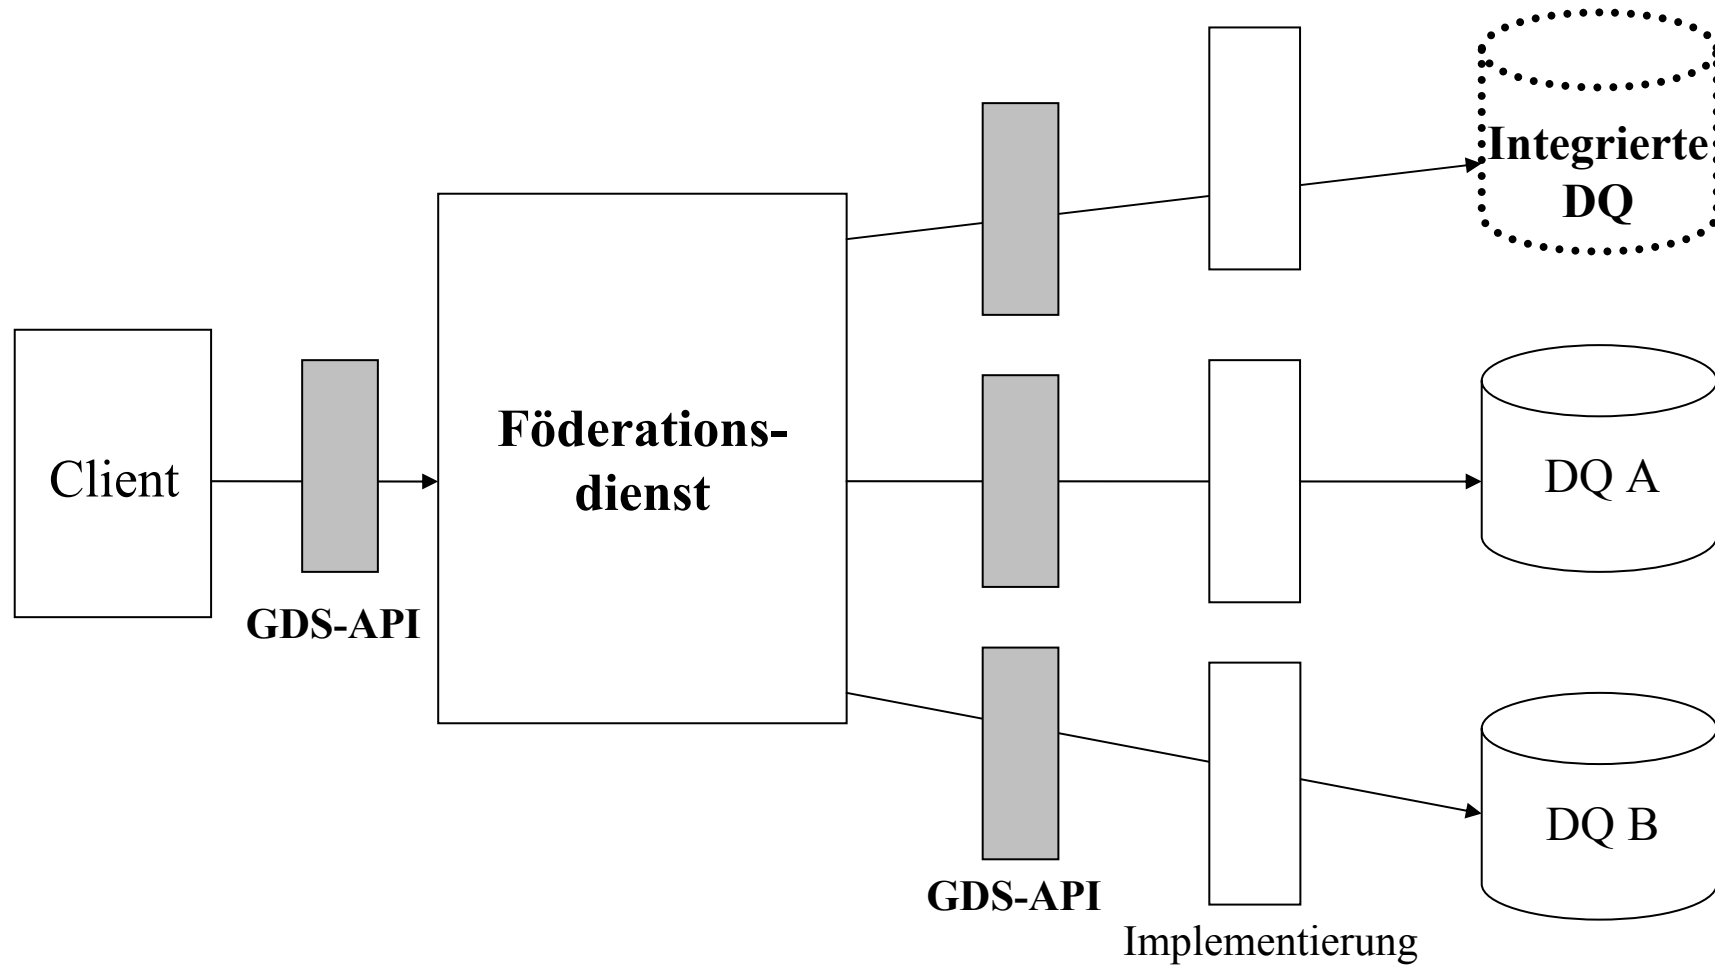 Integrierte
DQ
Client
GDS-API
Föderations-
dienst
DQ A
DQ B
GDS-API
Implementierung